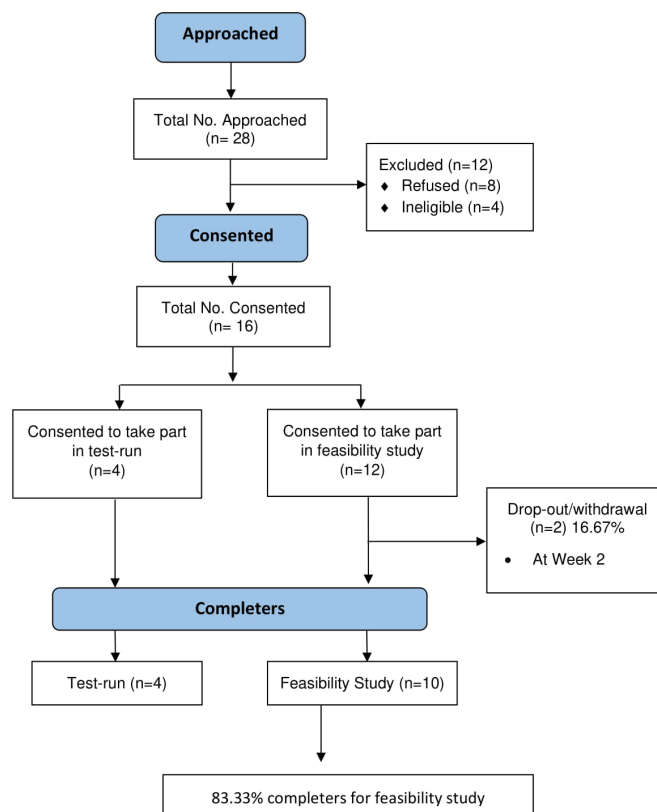 Approached
Total No. Approached
(n= 28)
Excluded (n=12)
♦ Refused (n=8)
♦ Ineligible (n=4)
Consented
Total No. Consented
(n= 16)
Consented to take part
in test-run
(n=4)
Consented to take part
in feasibility study
(n=12)
Drop-out/withdrawal
(n=2) 16.67%
• At Week 2
Completers
Test-run (n=4)
Feasibility Study (n=10)
83.33% completers for feasibility study